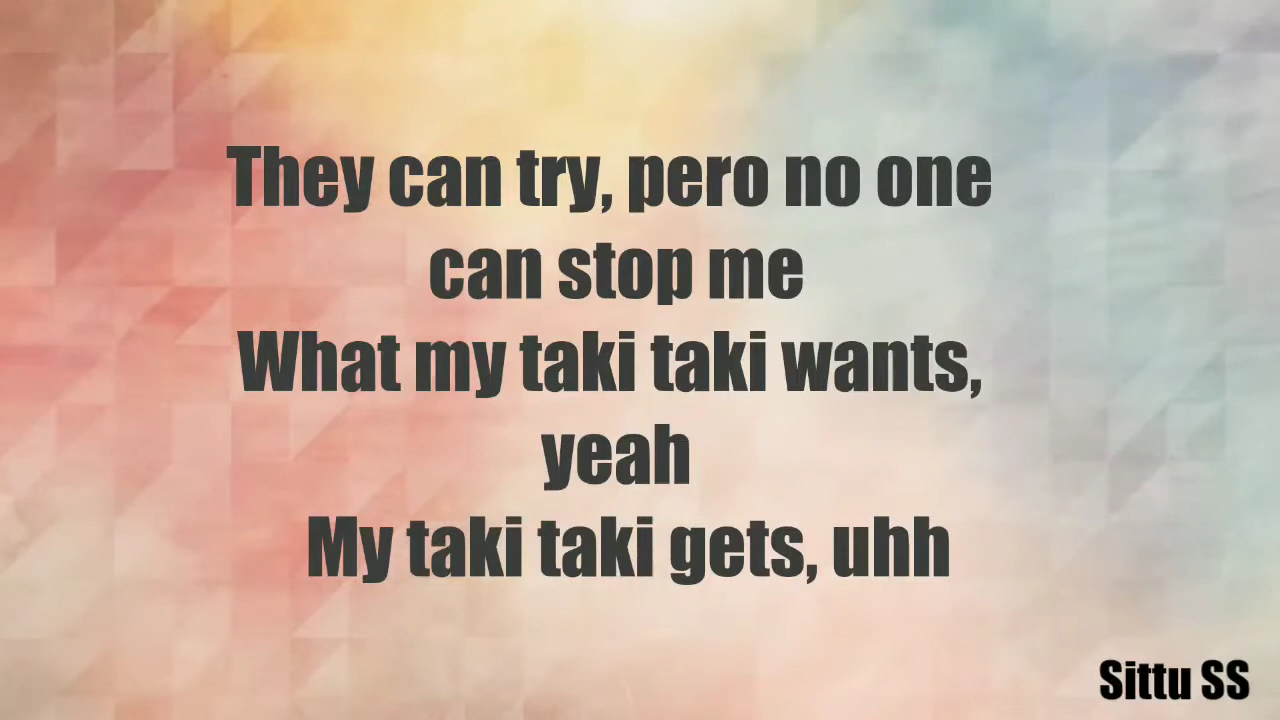 They can try, pero no one
can stop me
What my taki taki wants,
yeah
My taki taki gets, uhh
Sittu SS